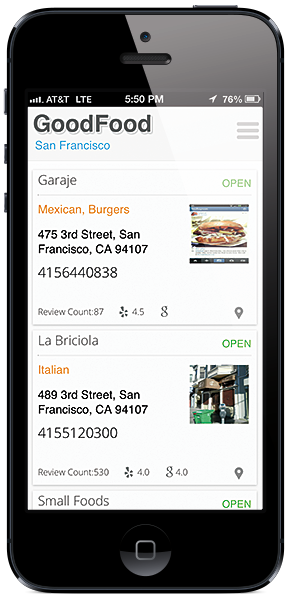 AT&T LTE 5:50 PM 76%
GoodFood
San Francisco
Garaje OPEN
Mexican, Burgers
475 3rd Street, San
Francisco, CA 94107
4156440838
Review Count:87 4.5 8
La Briciola OPEN
Italian
489 3rd Street, San
Francisco, CA 94107
4155120300
Review Count:530 4.0 8 4.0
Small Foods OPEN